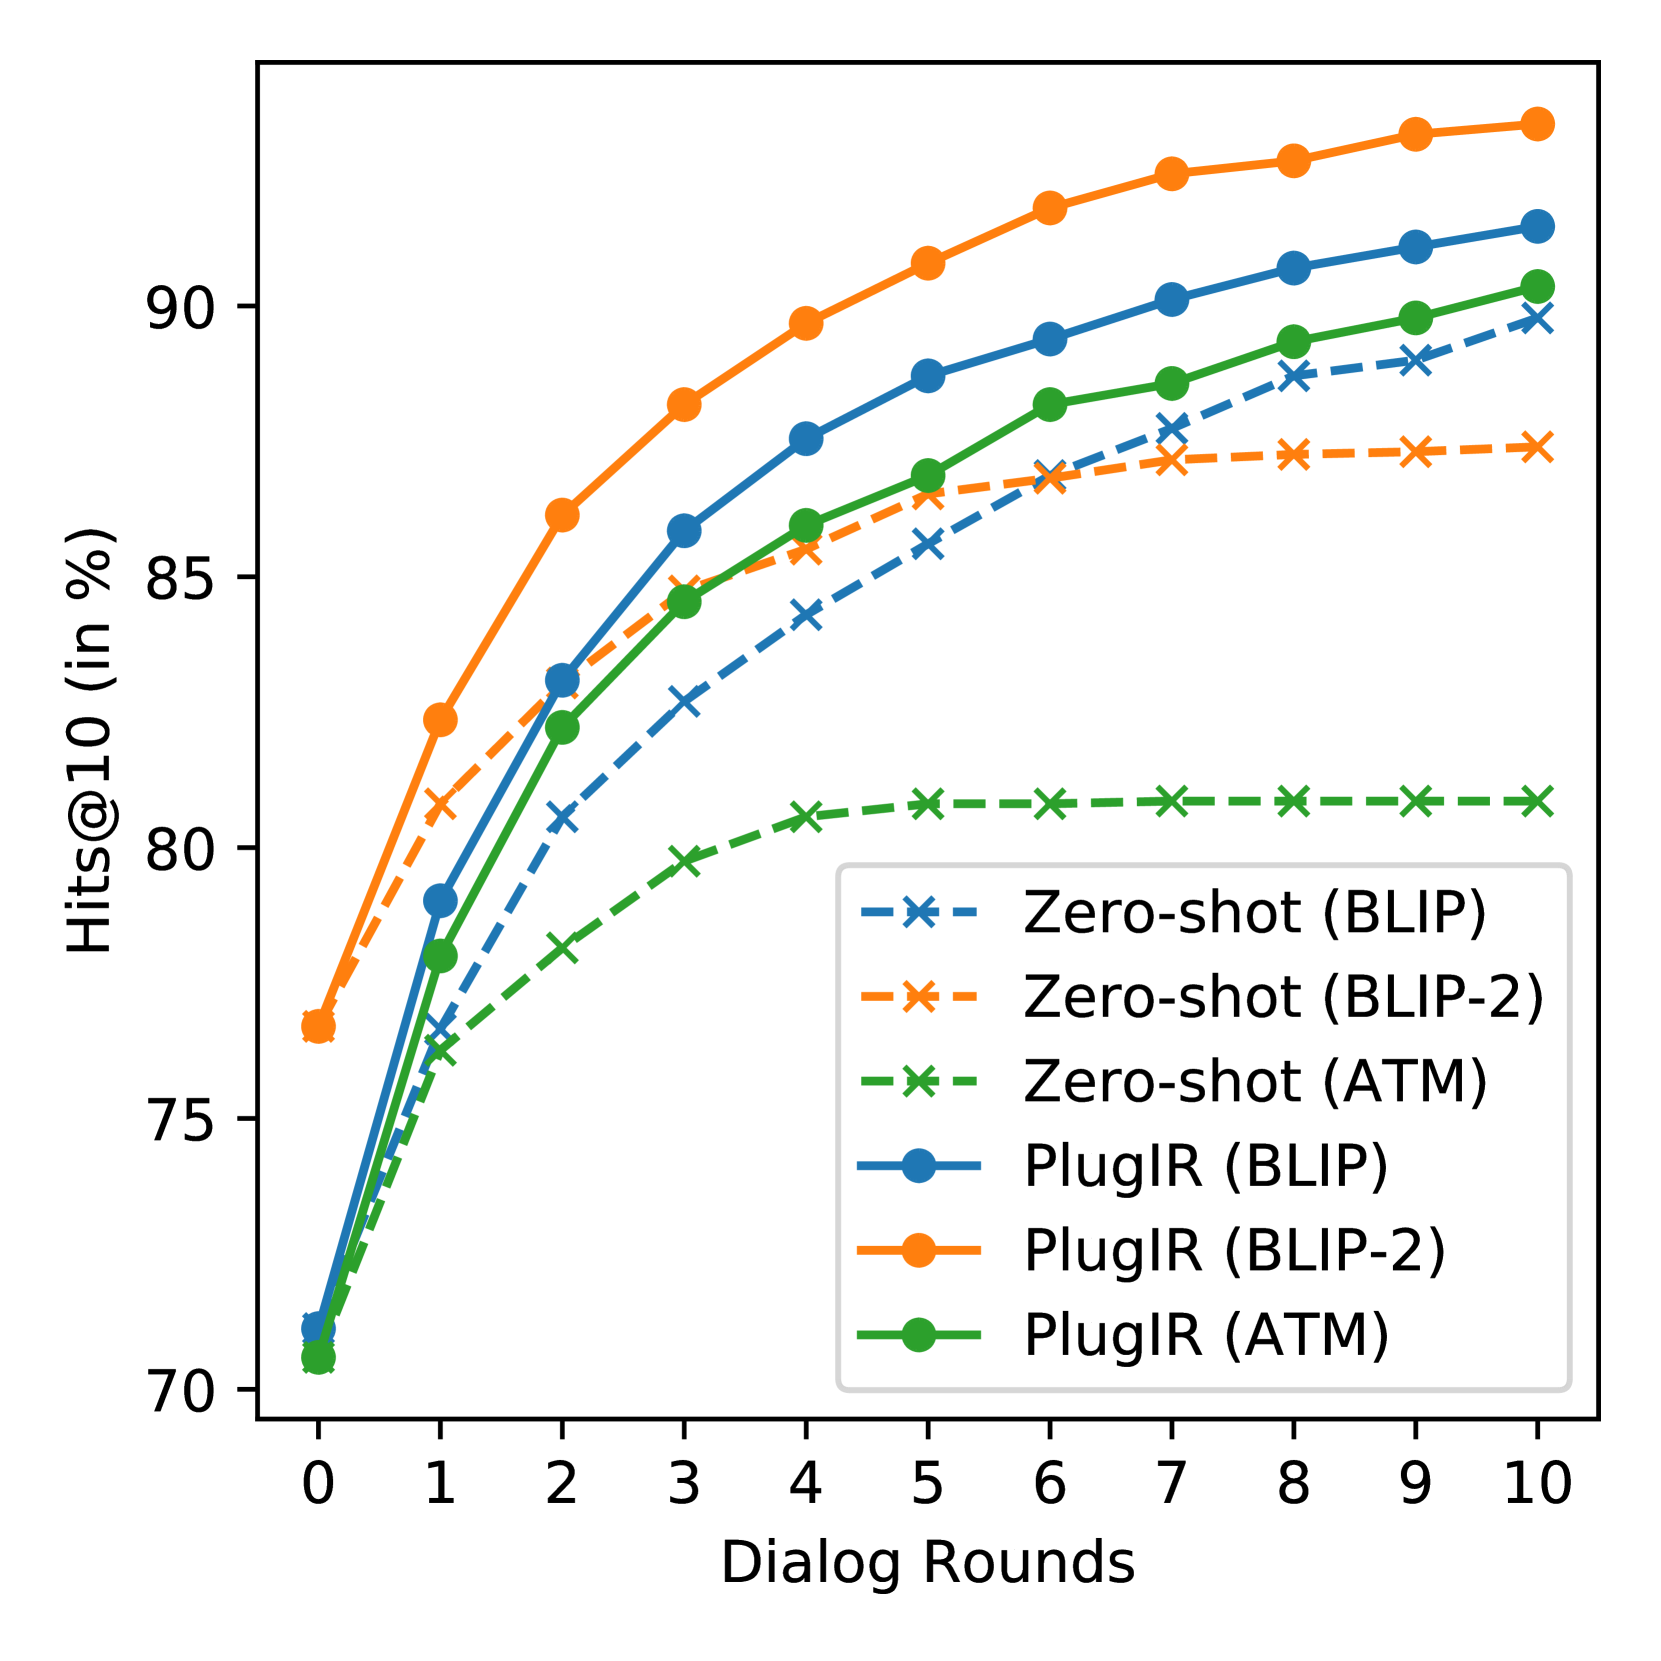 Hits@10 (in %)
90
85
80
75
70
Zero-shot (BLIP)
Zero-shot (BLIP-2)
Zero-shot (ATM)
PlugIR (BLIP)
PlugIR (BLIP-2)
PlugIR (ATM)
0 1 2 3 4 5 6 7 8 9 10
Dialog Rounds